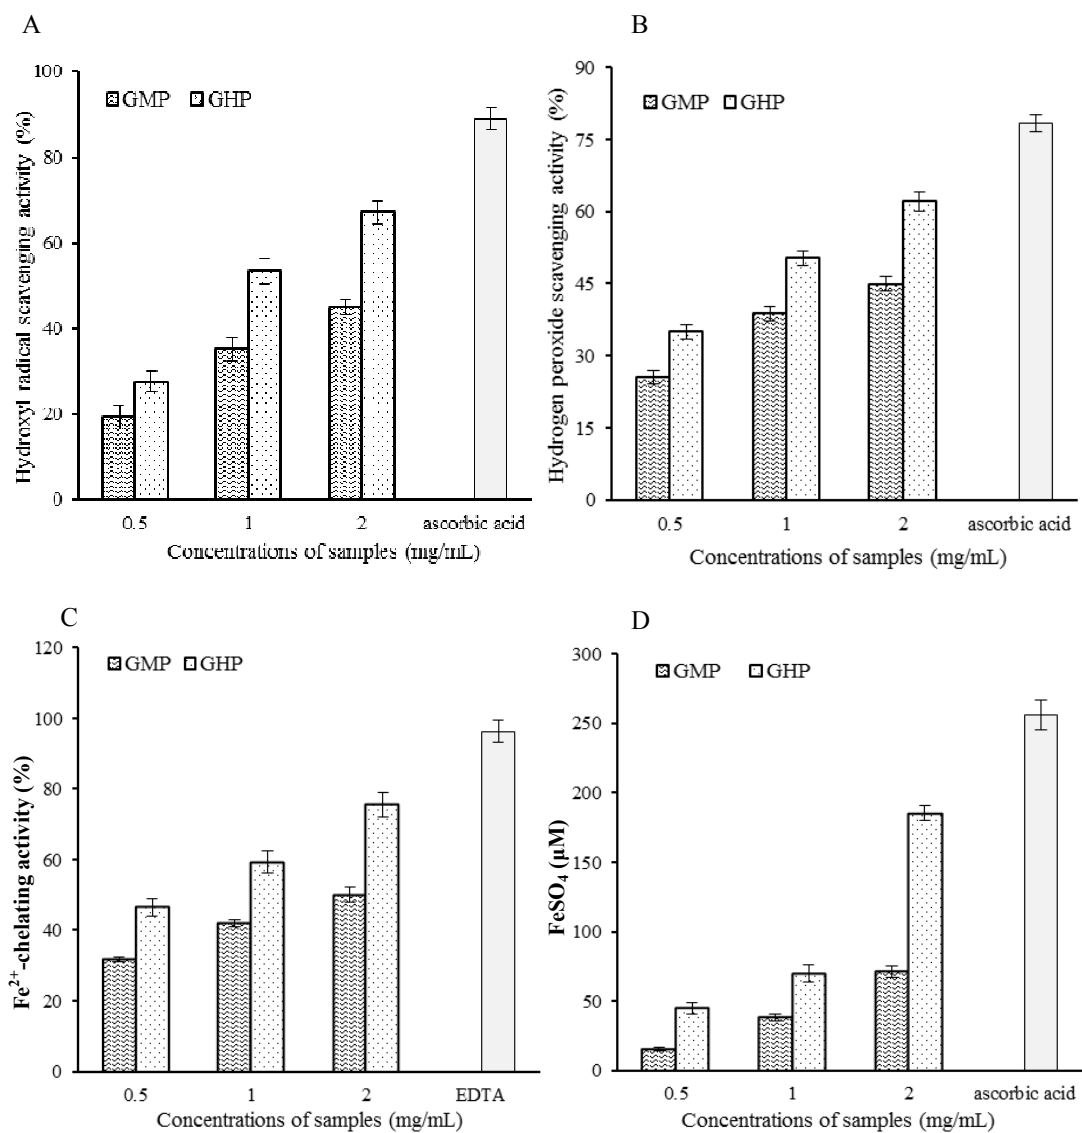 A
Hydroxyl radical scavenging activity (%)
100
80
60
40
20
0
GMP GHP
0.5 1 2 ascorbic acid
Concentrations of samples (mg/mL)
B
Hydrogen peroxide scavenging activity (%)
90
75
60
45
30
15
0
GMP GHP
0.5 1 2 ascorbic acid
Concentrations of samples (mg/mL)
C
Fe²⁺-chelating activity (%)
120
100
80
60
40
20
0
GMP GHP
0.5 1 2 EDTA
Concentrations of samples (mg/mL)
D
FeSO₄ (µM)
300
250
200
150
100
50
0
GMP GHP
0.5 1 2 ascorbic acid
Concentrations of samples (mg/mL)